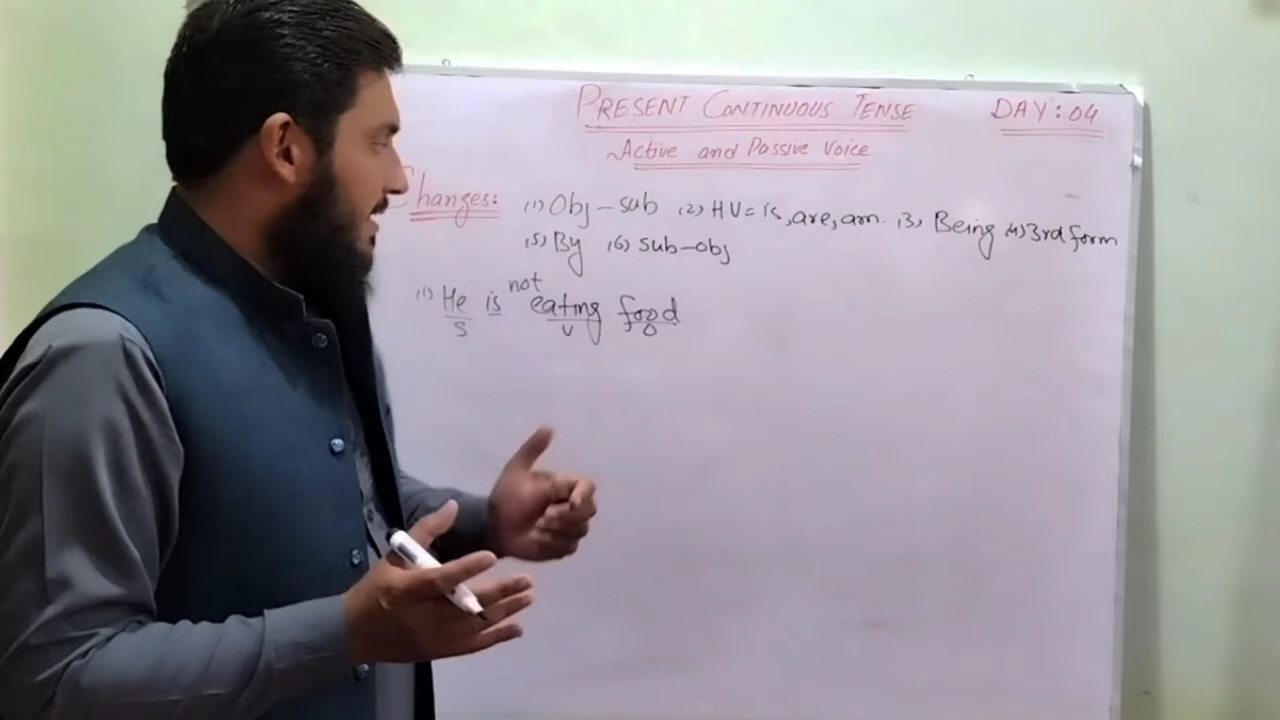 PRESENT CONTINUOUS TENSE DAY: 04
Active and Passive Voice
Changes: (1) Obj - sub (2) HV = is, are, am. (3) Being (4) 3rd form
(5) By (6) Sub - obj
not
(1) He is eating food
S V O